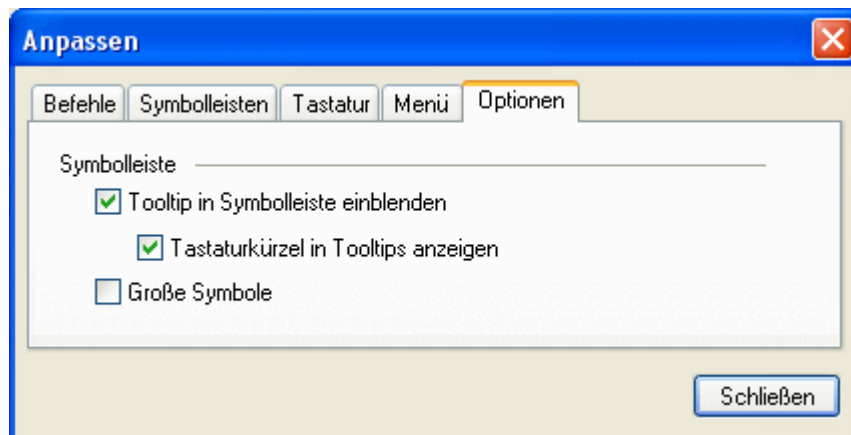 Anpassen
Befehle Symbolleisten Tastatur Menü Optionen
Symbolleiste
Tooltip in Symbolleiste einblenden
Tastaturkürzel in Tooltips anzeigen
Große Symbole
Schließen